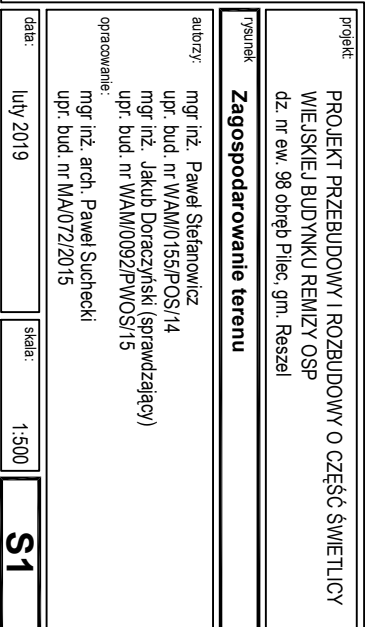 projekt:
PROJEKT PRZEBUDOWY I ROZBUDOWY O CZĘŚĆ ŚWIETLICY
WIEJSKIEJ BUDYNKU REMIZY OSP
dz. nr ew. 98 obręb Pilec, gm. Reszel
rysunek
Zagospodarowanie terenu
autorzy:
mgr inż. Paweł Stefanowicz
upr. bud. nr WAM/0155/POS/14
mgr inż. Jakub Doraczyński (sprawdzający)
upr. bud. nr WAM/0092/PWOS/15
opracowanie:
mgr inż. arch. Paweł Suchecki
upr. bud. nr MA/072/2015
data:
luty 2019
skala:
1:500
S1